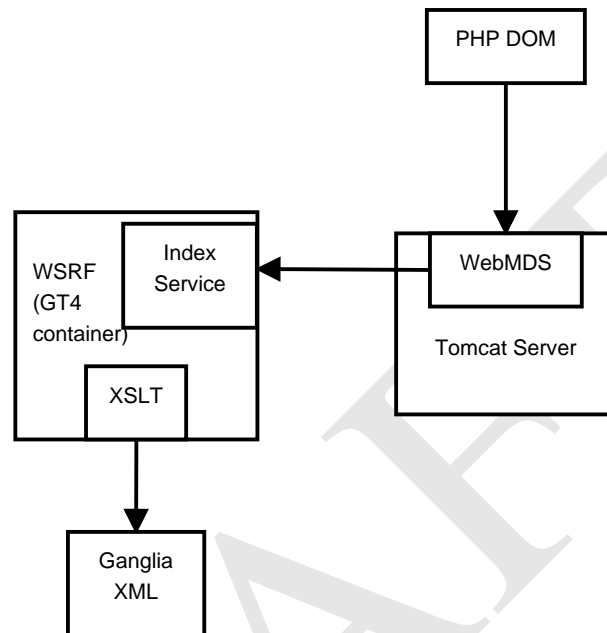 PHP DOM
Index
Service
WSRF
(GT4
container)
WebMDS
Tomcat Server
XSLT
Ganglia
XML